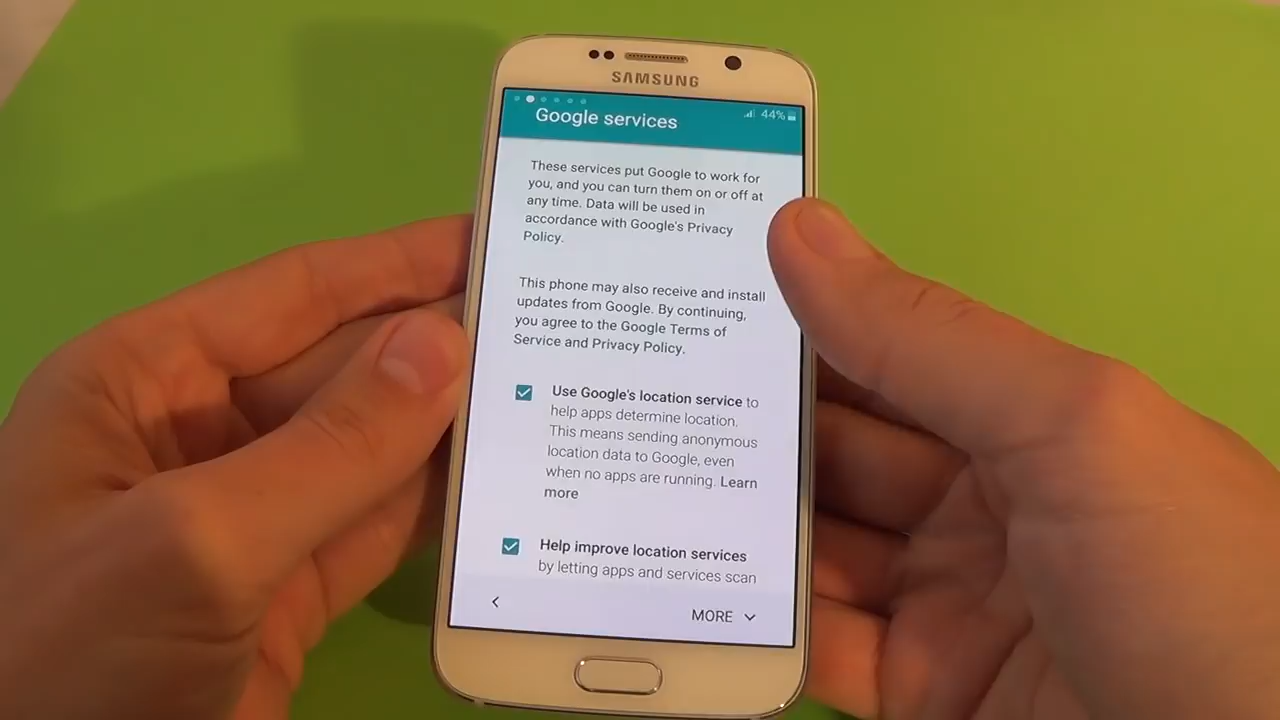 SAMSUNG
44%
Google services
These services put Google to work for
you, and you can turn them on or off at
any time. Data will be used in
accordance with Google's Privacy
Policy.
This phone may also receive and install
updates from Google. By continuing,
you agree to the Google Terms of
Service and Privacy Policy.
Use Google's location service to
help apps determine location.
This means sending anonymous
location data to Google, even
when no apps are running. Learn
more
Help improve location services
by letting apps and services scan
MORE